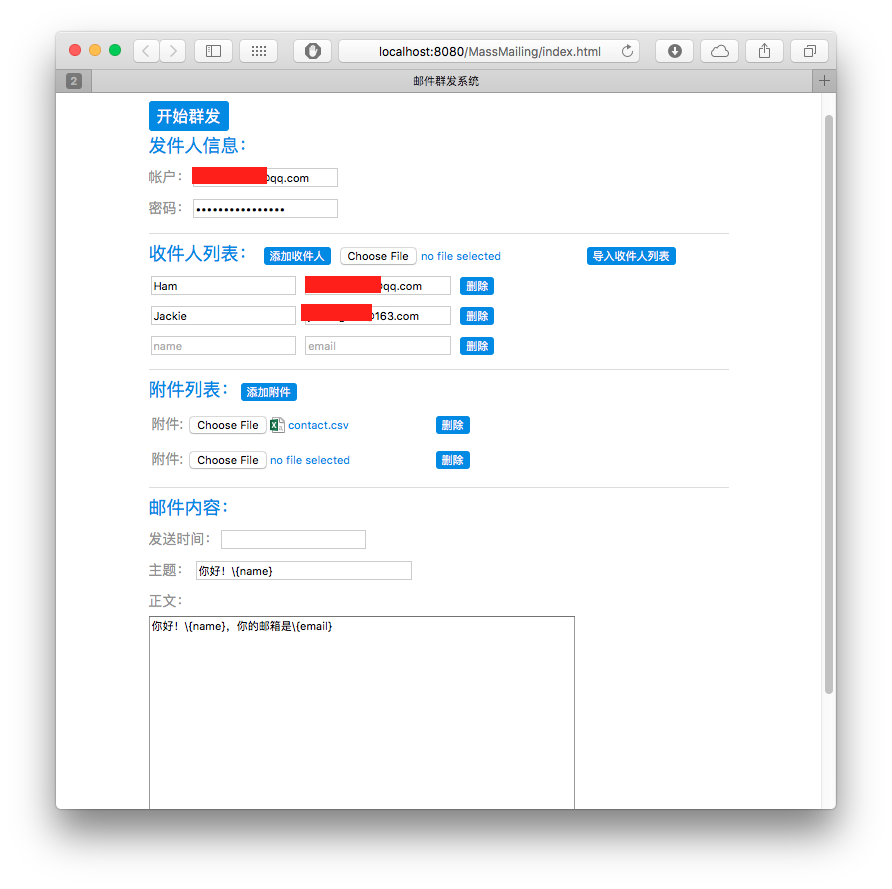 localhost:8080/MassMailing/index.html
2
邮件群发系统
开始群发
发件人信息：
帐户： @qq.com
密码： ••••••••••••••••
收件人列表： 添加收件人 Choose File no file selected 导入收件人列表
Ham @qq.com 删除
Jackie @163.com 删除
name email 删除
附件列表： 添加附件
附件: Choose File contact.csv 删除
附件: Choose File no file selected 删除
邮件内容：
发送时间：
主题： 你好！\{name}
正文：
你好！\{name}，你的邮箱是\{email}